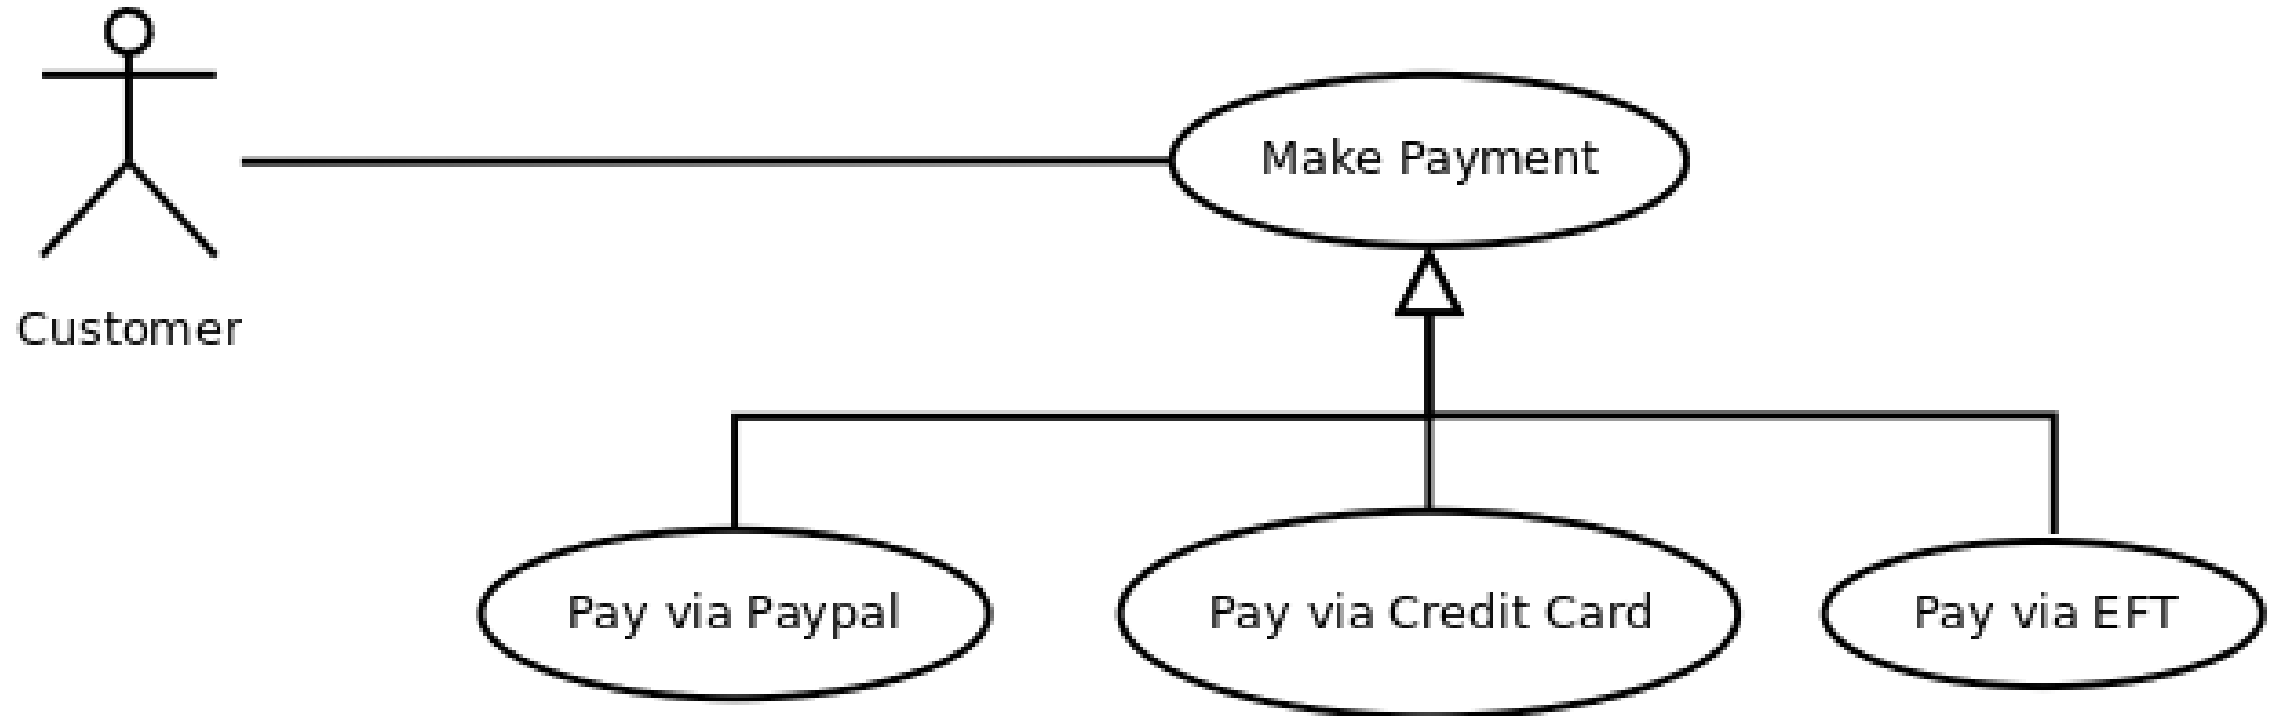 Make Payment
Customer
Pay via Paypal
Pay via Credit Card
Pay via EFT